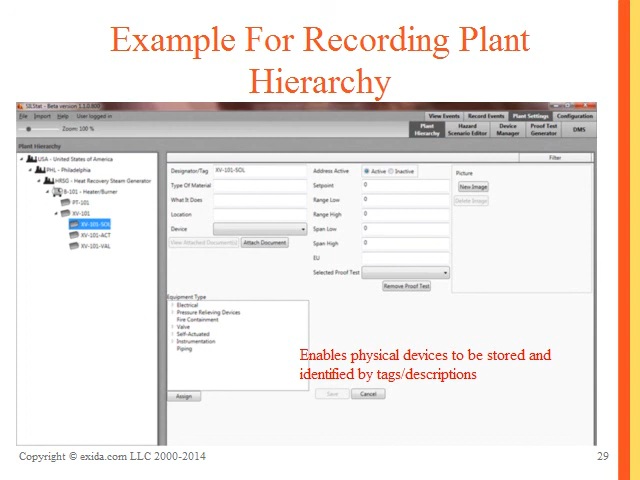 Example For Recording Plant
Hierarchy
SILStat - Beta version 1.1.0.800
File Import Help User logged in
View Events Record Events Plant Settings Configuration
Zoom: 100 %
Plant Hierarchy
Hazard Scenario Editor
Device Manager
Proof Test Generator
DMS
Plant Hierarchy
Filter
USA - United States of America
PHL - Philadelphia
HRSG - Heat Recovery Steam Generator
B-101 - Heater/Burner
PT-101
XV-101
XV-101-SOL
XV-101-ACT
XV-101-VAL
Designator/Tag XV-101-SOL
Type Of Material
What It Does
Location
Device
View Attached Document(s) Attach Document
Address Active Active Inactive
Setpoint 0
Range Low 0
Range High 0
Span Low 0
Span High 0
EU
Selected Proof Test
Remove Proof Test
Picture
New Image
Delete Image
Equipment Type
Electrical
Pressure Relieving Devices
Fire Containment
Valve
Self-Actuated
Instrumentation
Piping
Assign
Enables physical devices to be stored and
identified by tags/descriptions
Save Cancel
Copyright © exida.com LLC 2000-2014
29